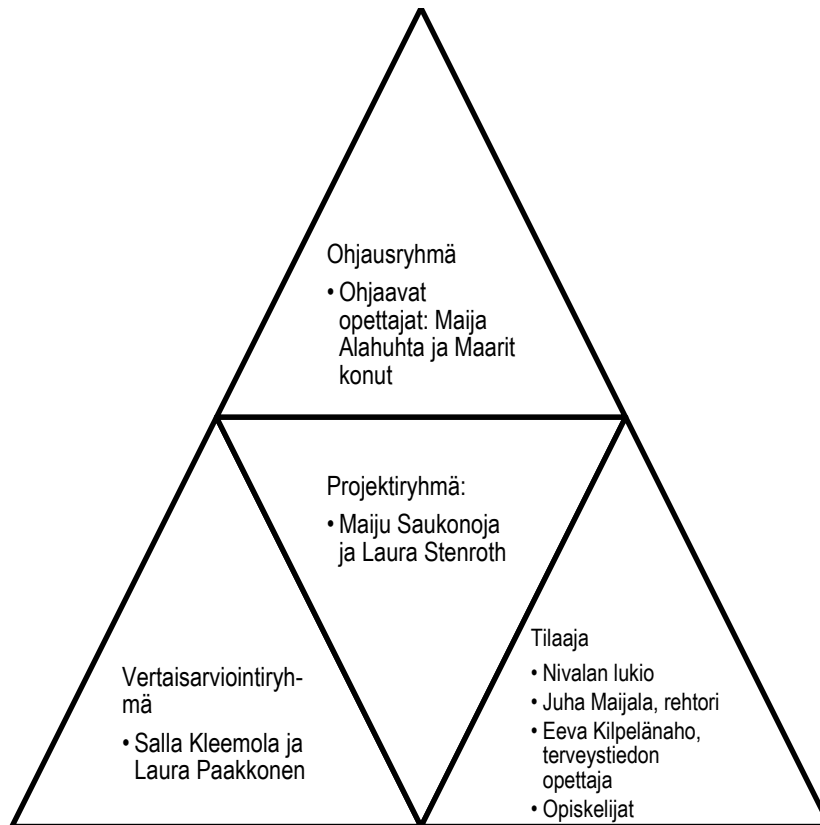 Ohjausryhmä
• Ohjaavat
opettajat: Maija
Alahuhta ja Maarit
konut
Projektiryhmä:
• Maiju Saukonoja
ja Laura Stenroth
Vertaisarviointiryh-
mä
• Salla Kleemola ja
Laura Paakkonen
Tilaaja
• Nivalan lukio
• Juha Maijala, rehtori
• Eeva Kilpelänaho,
terveystiedon
opettaja
• Opiskelijat